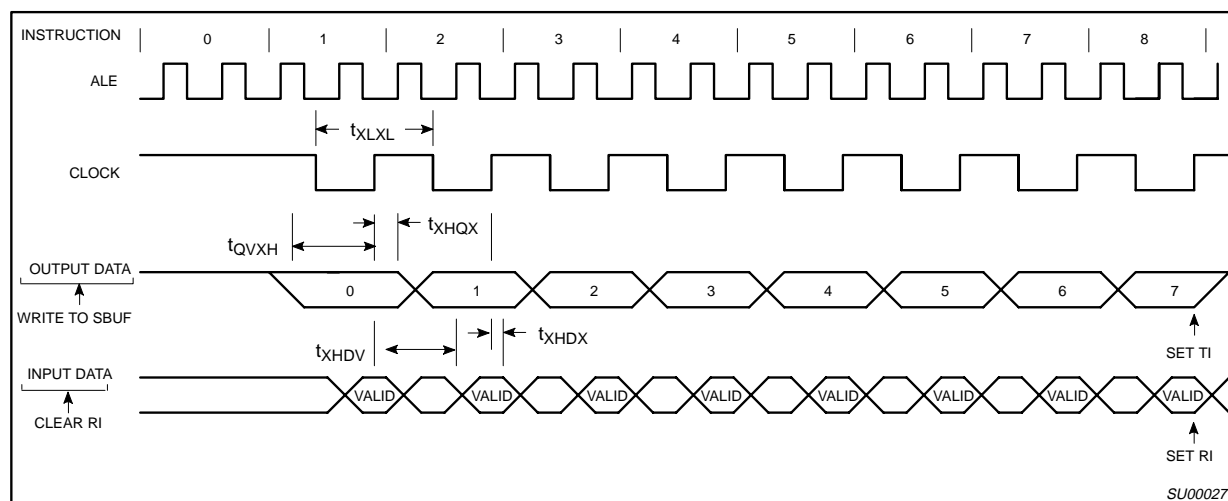 INSTRUCTION 0 1 2 3 4 5 6 7 8
ALE
tXLXL
CLOCK
tXHQX
tQVXH
OUTPUT DATA
0 1 2 3 4 5 6 7
WRITE TO SBUF
tXHDX
tXHDV
SET TI
INPUT DATA
VALID VALID VALID VALID VALID VALID VALID VALID
CLEAR RI
SET RI
SU00027